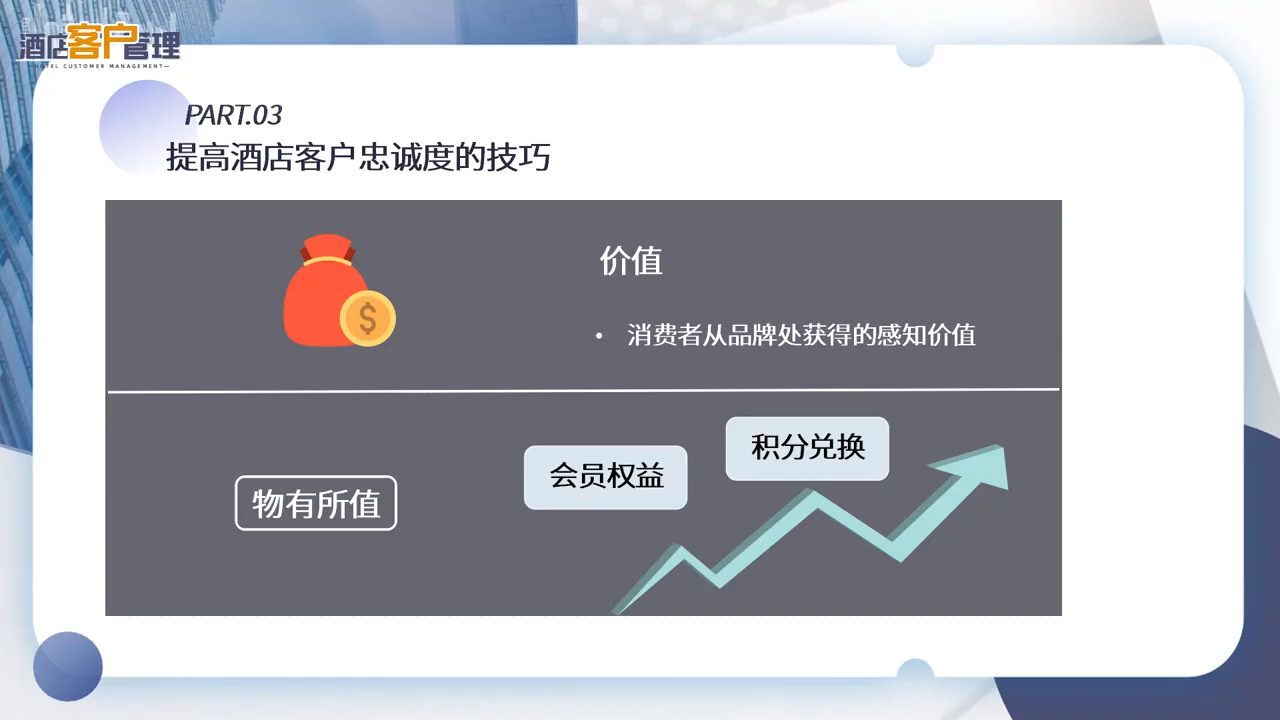 酒店客户管理
HOTEL CUSTOMER MANAGEMENT
PART.03
提高酒店客户忠诚度的技巧
价值
• 消费者从品牌处获得的感知价值
$
积分兑换
会员权益
物有所值